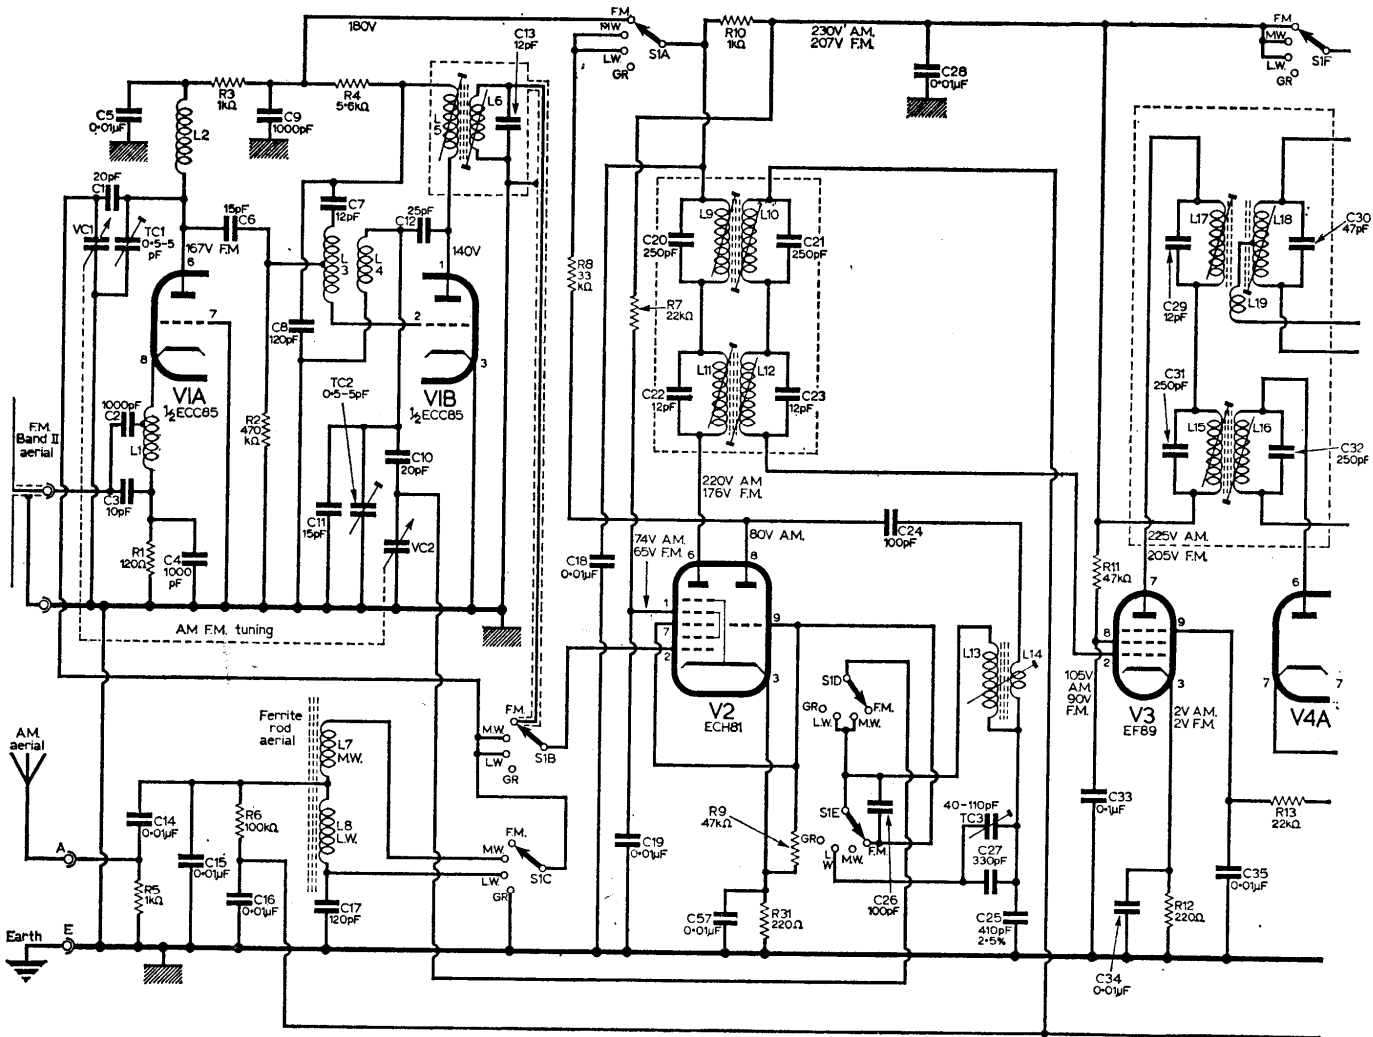 180V
F.M.
M.W
L.W.
GR
S1A
C13
12pF
R10
1kΩ
230V A.M.
207V F.M.
C28
0·01µF
F.M
MW.
L.W.
GR
S1F
R3
1kΩ
R4
5·6kΩ
C5
0·01µF
L2
C9
1000pF
L
5
L6
20pF
C1
VC1
TC1
0·5-5
pF
15pF
C6
167V F.M
6
7
8
V1A
½ECC85
C7
12pF
25pF
C12
L
3
L
4
140V
1
2
3
C8
120pF
V1B
½ECC85
TC2
0·5-5pF
R8
33
kΩ
R7
22kΩ
L9
L10
C20
250pF
C21
250pF
L11
L12
C22
12pF
C23
12pF
L17
L18
C30
47pF
C29
12pF
L19
C31
250pF
L15
L16
C32
250pF
F.M.
Band II
aerial
1000pF
C2
L1
C3
10pF
R1
120Ω
C4
1000
pF
R2
470
kΩ
C11
15pF
C10
20pF
VC2
AM F.M. tuning
220V A.M
176V F.M.
74V A.M.
65V F.M.
80V A.M.
C24
100pF
C18
0·01µF
6
8
1
7
2
9
3
V2
ECH81
225V A.M.
205V F.M.
R11
47kΩ
7
8
2
9
3
V3
EF89
105V
A.M.
90V
F.M.
2V A.M.
2V F.M.
6
7
7
V4A
L13
L14
S1D
GR
L.W.
M.W.
F.M.
Ferrite
rod
aerial
L7
M.W.
L8
L.W.
F.M.
M.W.
L.W
GR
S1B
F.M.
M.W.
L.W.
GR
S1C
A.M.
aerial
A
Earth
E
C14
0·01µF
R5
1kΩ
C15
0·01µF
R6
100kΩ
C16
0·01µF
C17
120pF
C19
0·01µF
R9
47kΩ
C57
0·01µF
R31
220Ω
S1E
GR
L
W
M.W.
F.M.
C26
100pF
40-110pF
TC3
C27
330pF
C25
410pF
2·5%
C33
0·1µF
C34
0·01µF
R12
220Ω
C35
0·01µF
R13
22kΩ